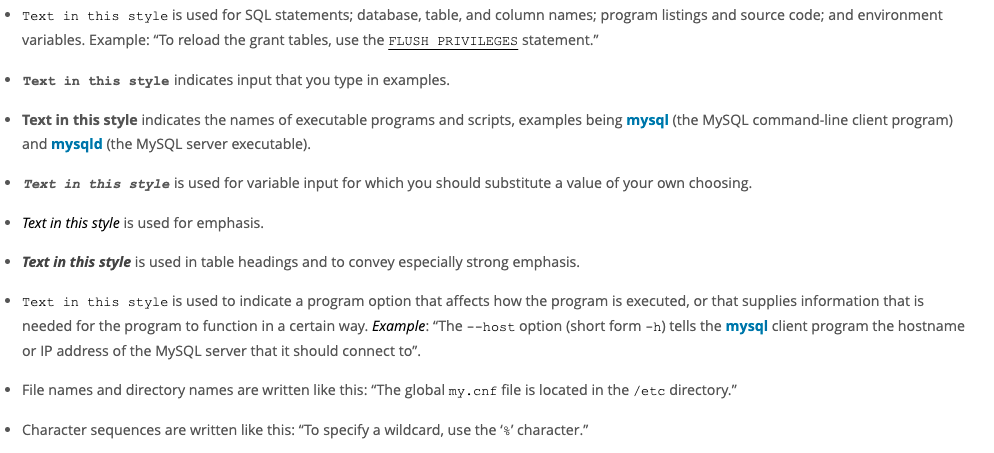 • Text in this style is used for SQL statements; database, table, and column names; program listings and source code; and environment
variables. Example: “To reload the grant tables, use the FLUSH PRIVILEGES statement.”
• Text in this style indicates input that you type in examples.
• Text in this style indicates the names of executable programs and scripts, examples being mysql (the MySQL command-line client program)
and mysqld (the MySQL server executable).
• Text in this style is used for variable input for which you should substitute a value of your own choosing.
• Text in this style is used for emphasis.
• Text in this style is used in table headings and to convey especially strong emphasis.
• Text in this style is used to indicate a program option that affects how the program is executed, or that supplies information that is
needed for the program to function in a certain way. Example: “The --host option (short form -h) tells the mysql client program the hostname
or IP address of the MySQL server that it should connect to”.
• File names and directory names are written like this: “The global my.cnf file is located in the /etc directory.”
• Character sequences are written like this: “To specify a wildcard, use the ‘%’ character.”